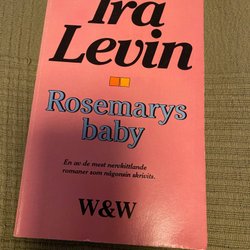 Ira
Levin
Rosemarys
baby
En av de mest nervkittlande
romaner som någonsin skrivits.
W&W